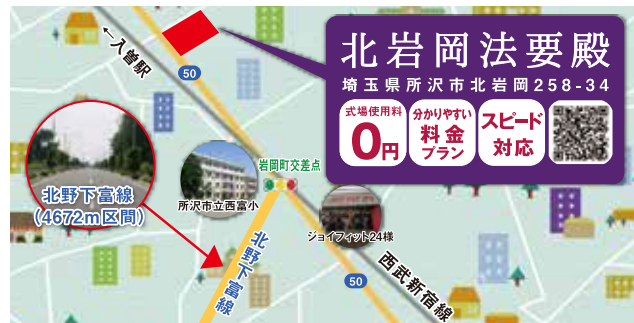 ←入曽駅
50
北岩岡法要殿
埼玉県所沢市北岩岡258-34
式場使用料
0円
分かりやすい
料金
プラン
スピード
対応
岩岡町交差点
所沢市立西富小
北野下富線
(4672m区間)
ジョイフィット24様
北野下富線
西武新宿線
50